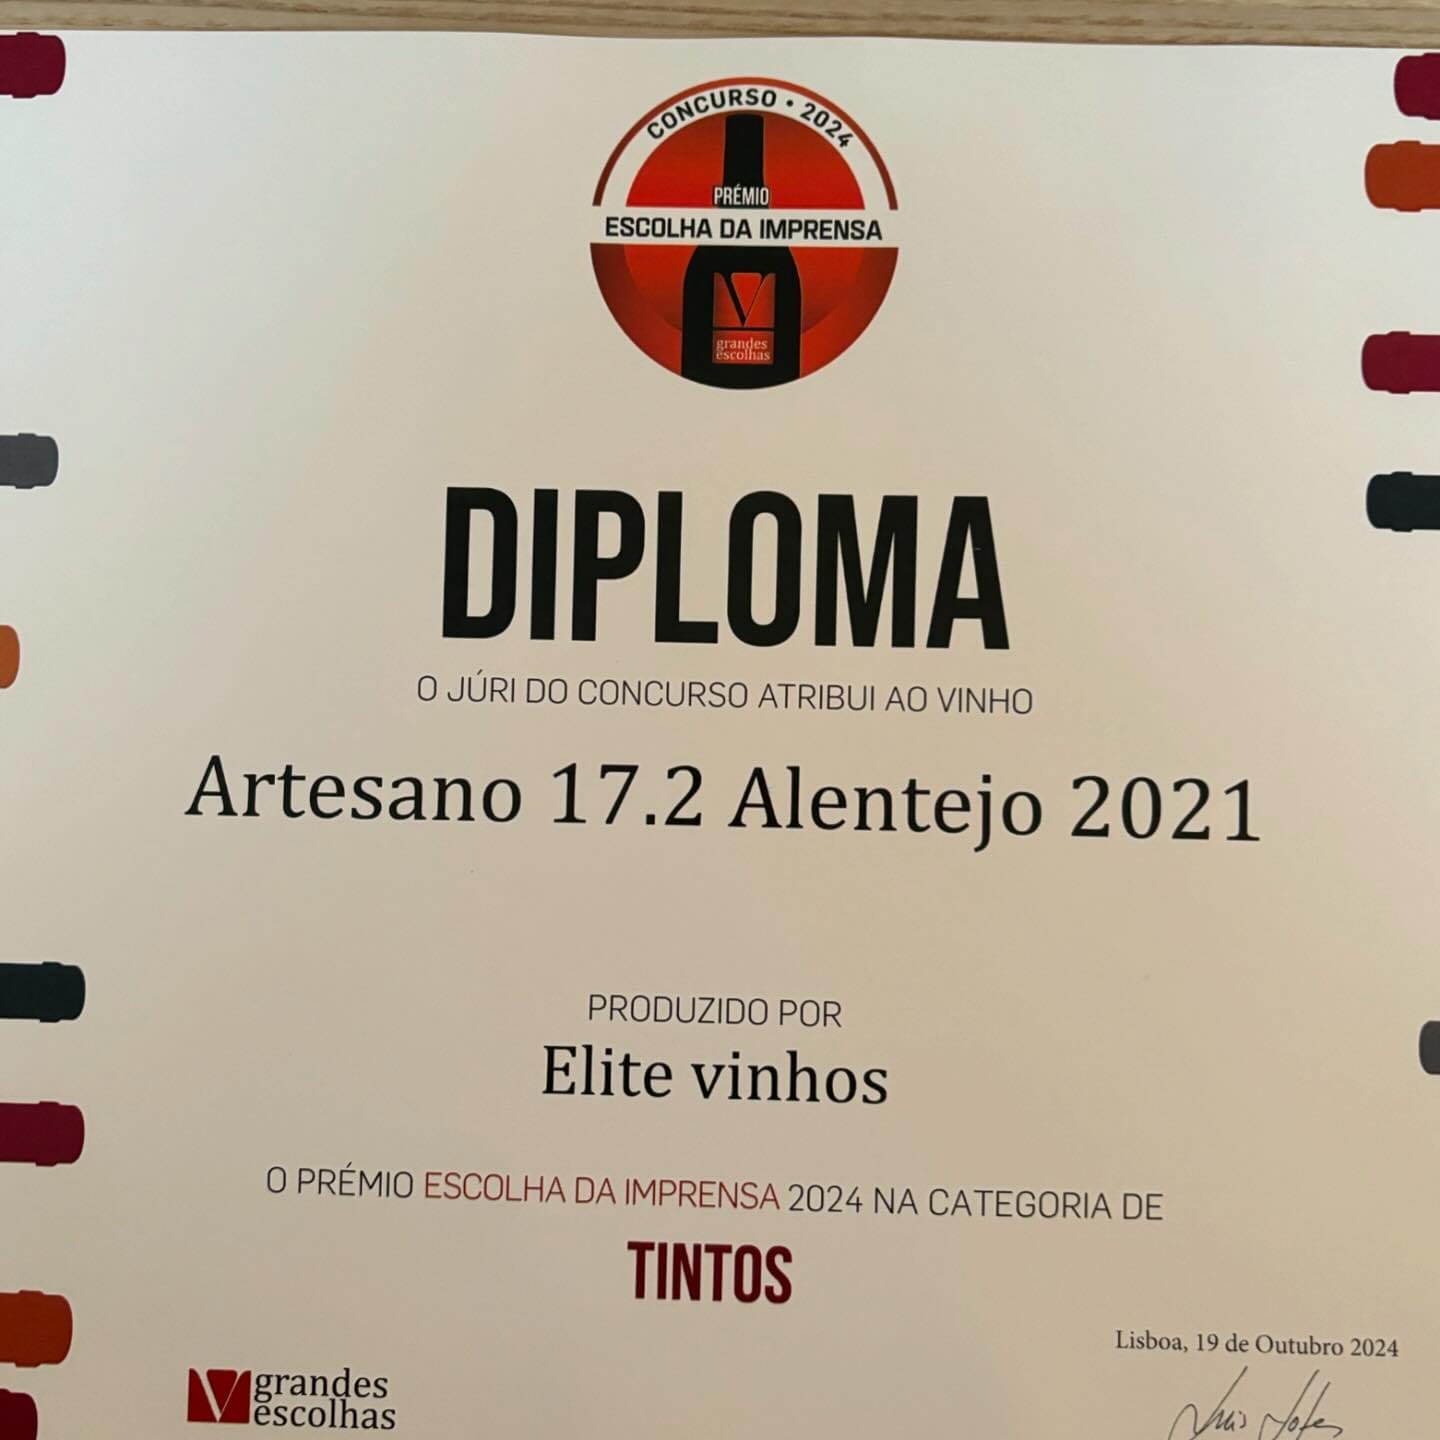 CONCURSO • 2024
PRÉMIO
ESCOLHA DA IMPRENSA
V
grandes
escolhas
DIPLOMA
O JÚRI DO CONCURSO ATRIBUI AO VINHO
Artesano 17.2 Alentejo 2021
PRODUZIDO POR
Elite vinhos
O PRÉMIO ESCOLHA DA IMPRENSA 2024 NA CATEGORIA DE
TINTOS
Lisboa, 19 de Outubro 2024
V grandes
escolhas